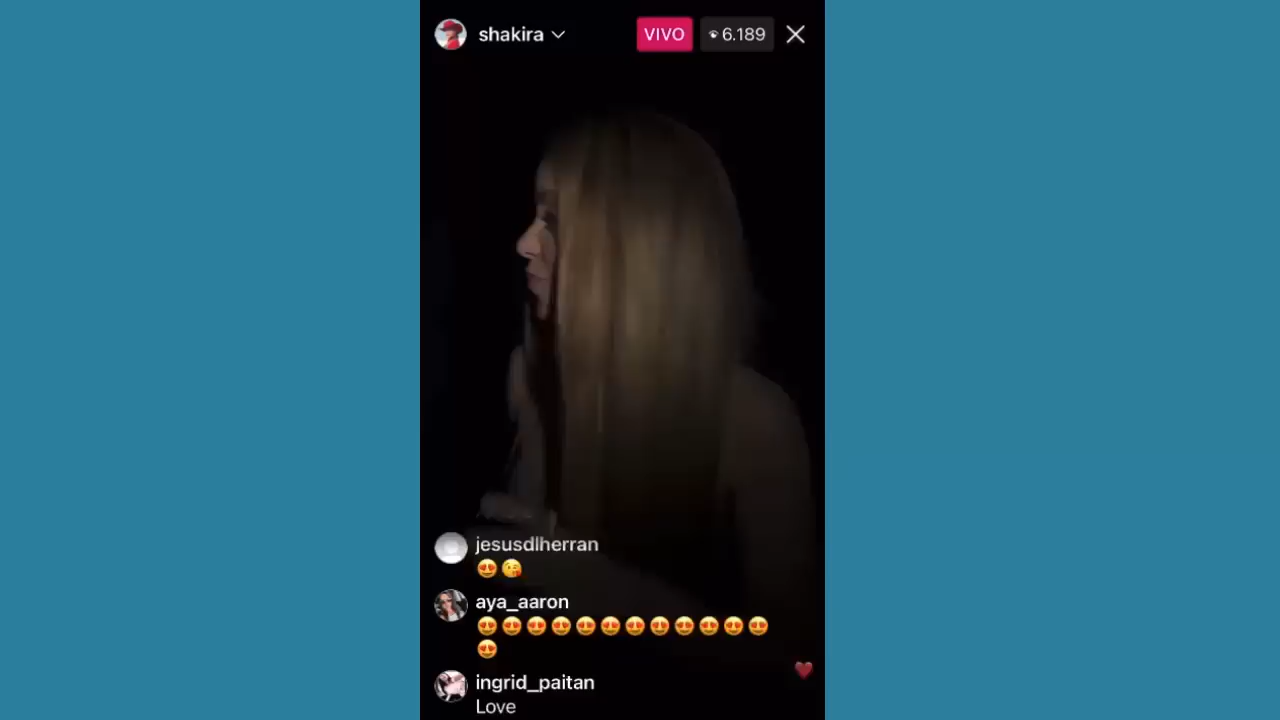 shakira
VIVO
6.189
jesusdlherran
😍😘
aya_aaron
😍😍😍😍😍😍😍😍😍😍😍😍
😍
ingrid_paitan
Love